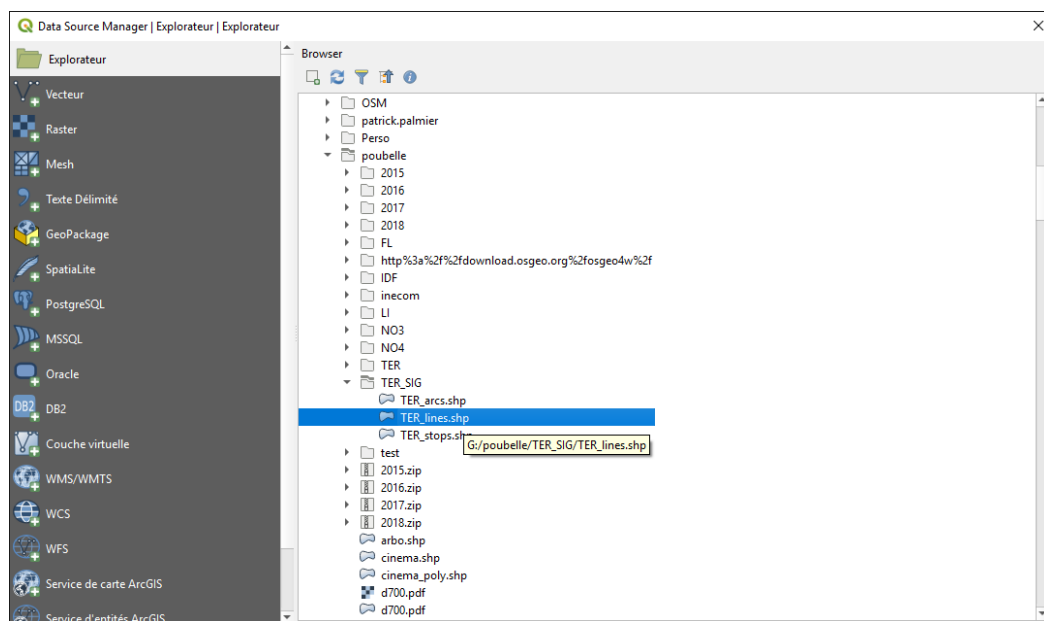 Data Source Manager | Explorateur | Explorateur
Explorateur
Vecteur
Raster
Mesh
Texte Délimité
GeoPackage
SpatiaLite
PostgreSQL
MSSQL
Oracle
DB2
DB2
Couche virtuelle
WMS/WMTS
WCS
WFS
Service de carte ArcGIS
Service d'entités ArcGIS
Browser
OSM
patrick.palmier
Perso
poubelle
2015
2016
2017
2018
FL
http%3a%2f%2fdownload.osgeo.org%2fosgeo4w%2f
IDF
inecom
LI
NO3
NO4
TER
TER_SIG
TER_arcs.shp
TER_lines.shp
TER_stops.shp
G:/poubelle/TER_SIG/TER_lines.shp
test
2015.zip
2016.zip
2017.zip
2018.zip
arbo.shp
cinema.shp
cinema_poly.shp
d700.pdf
d700.pdf